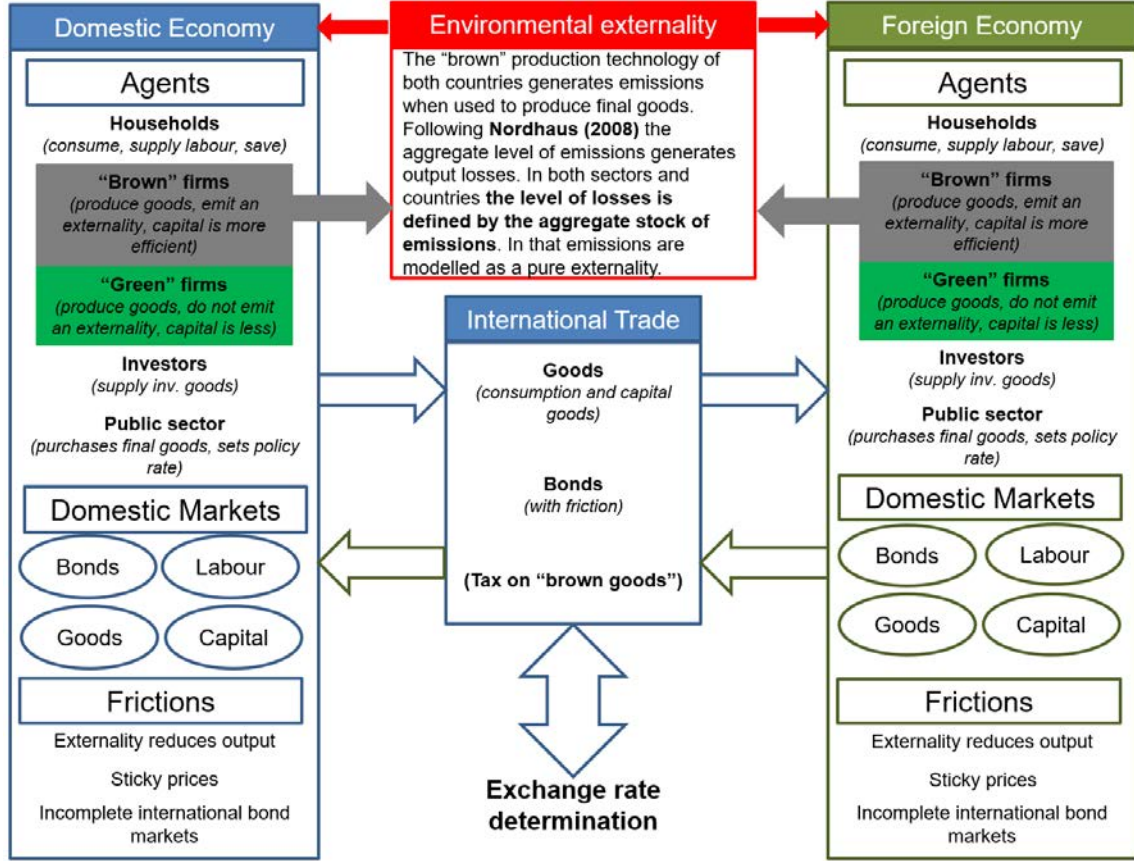 Domestic Economy
Agents
Households
(consume, supply labour, save)
“Brown” firms
(produce goods, emit an
externality, capital is more
efficient)
“Green” firms
(produce goods, do not emit
an externality, capital is less)
Investors
(supply inv. goods)
Public sector
(purchases final goods, sets policy
rate)
Domestic Markets
Bonds
Labour
Goods
Capital
Frictions
Externality reduces output
Sticky prices
Incomplete international bond
markets
Environmental externality
The “brown” production technology of
both countries generates emissions
when used to produce final goods.
Following Nordhaus (2008) the
aggregate level of emissions generates
output losses. In both sectors and
countries the level of losses is
defined by the aggregate stock of
emissions. In that emissions are
modelled as a pure externality.
International Trade
Goods
(consumption and capital
goods)
Bonds
(with friction)
(Tax on “brown goods”)
Exchange rate
determination
Foreign Economy
Agents
Households
(consume, supply labour, save)
“Brown” firms
(produce goods, emit an
externality, capital is more
efficient)
“Green” firms
(produce goods, do not emit
an externality, capital is less)
Investors
(supply inv. goods)
Public sector
(purchases final goods, sets policy
rate)
Domestic Markets
Bonds
Labour
Goods
Capital
Frictions
Externality reduces output
Sticky prices
Incomplete international bond
markets